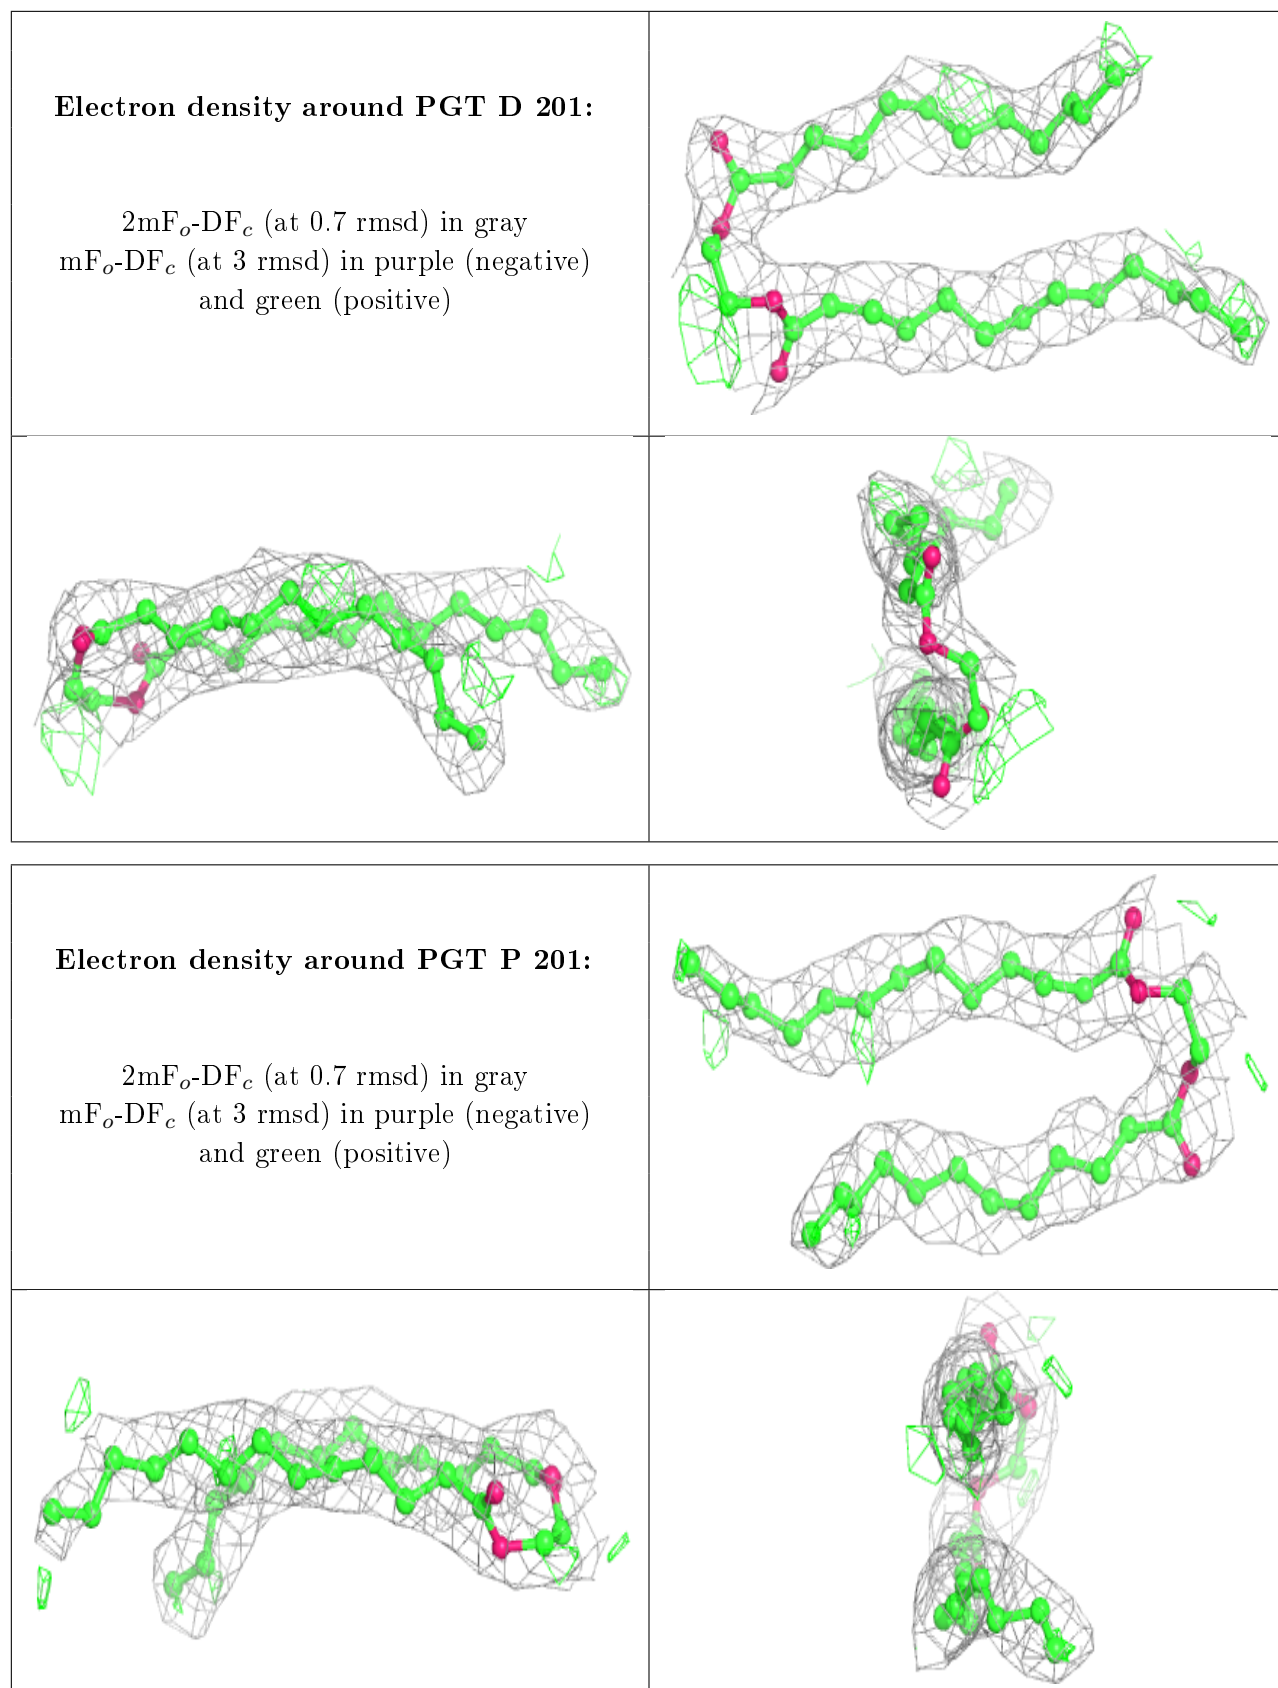 Electron density around PGT D 201:
2mFₒ-DF𝒸 (at 0.7 rmsd) in gray
mFₒ-DF𝒸 (at 3 rmsd) in purple (negative)
and green (positive)
Electron density around PGT P 201:
2mFₒ-DF𝒸 (at 0.7 rmsd) in gray
mFₒ-DF𝒸 (at 3 rmsd) in purple (negative)
and green (positive)